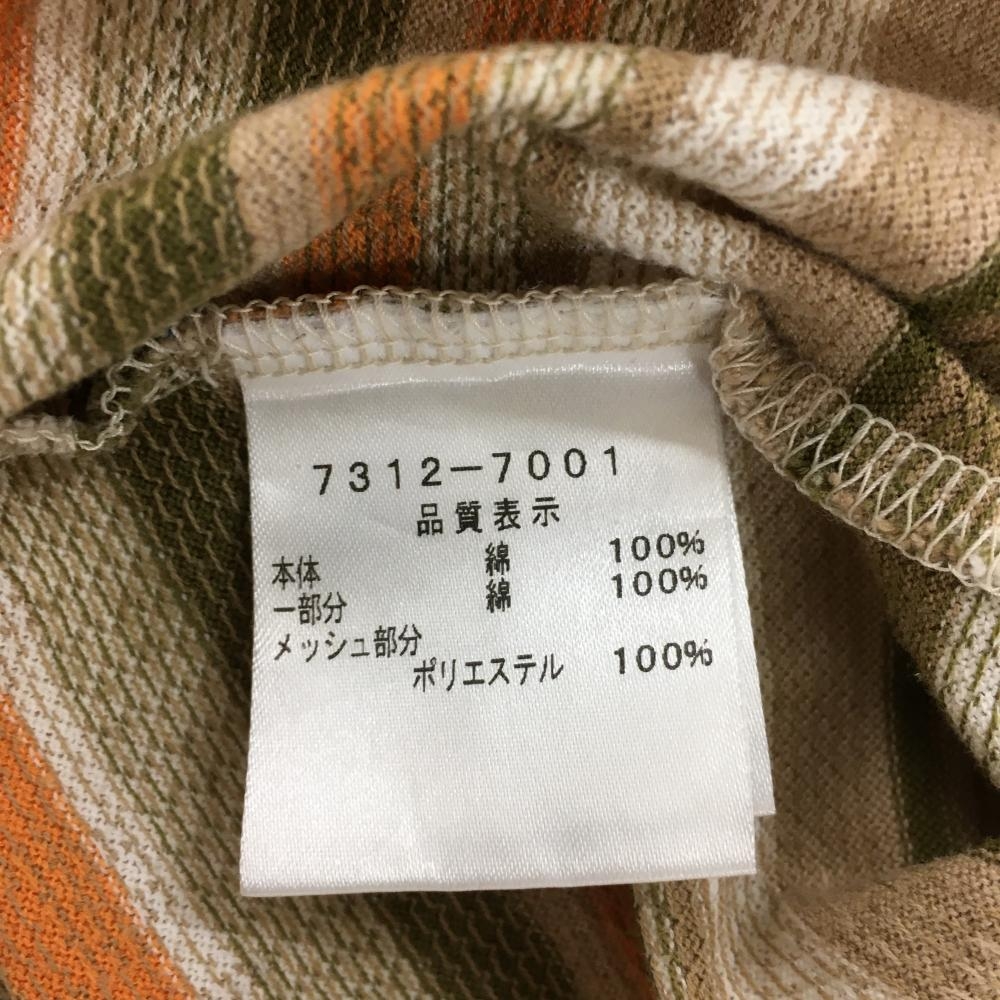 7312-7001
品質表示
本体 綿 100%
一部分 綿 100%
メッシュ部分
ポリエステル 100%